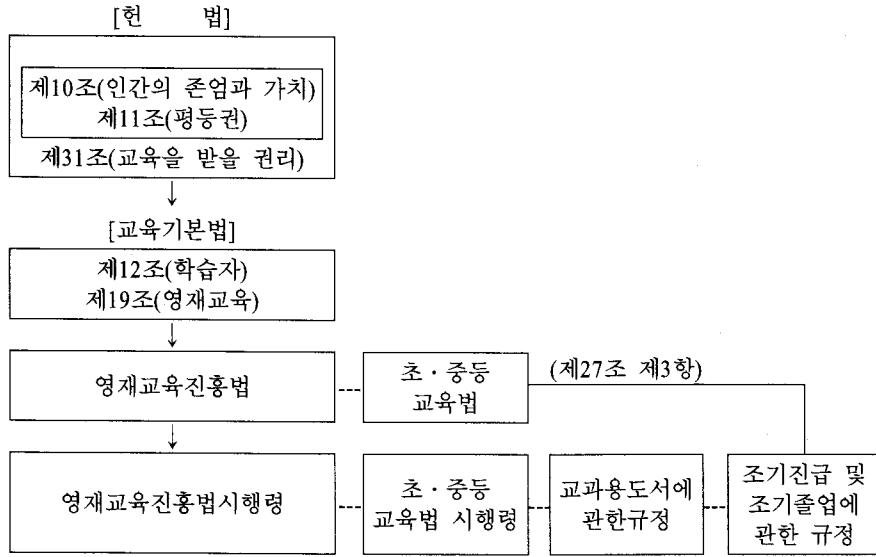 [헌 법]
제10조(인간의 존엄과 가치)
제11조(평등권)
제31조(교육을 받을 권리)
[교육기본법]
제12조(학습자)
제19조(영재교육)
영재교육진흥법
초·중등
교육법
(제27조 제3항)
영재교육진흥법시행령
초·중등
교육법 시행령
교과용도서에
관한규정
조기진급 및
조기졸업에
관한 규정